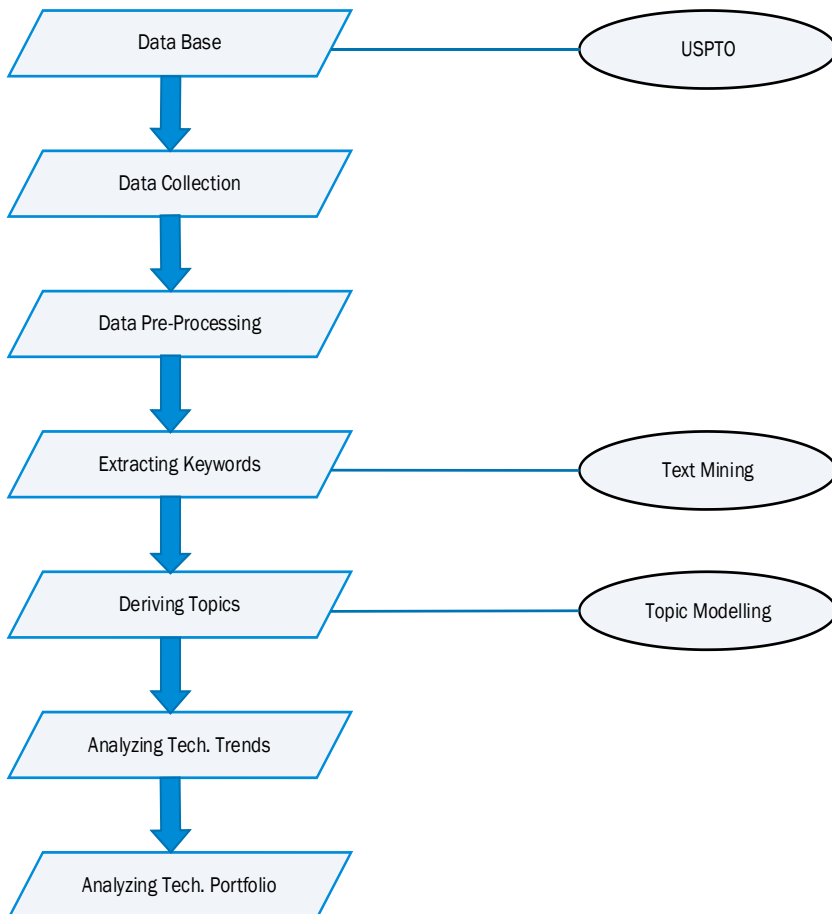 Data Base
USPTO
Data Collection
Data Pre-Processing
Extracting Keywords
Text Mining
Deriving Topics
Topic Modelling
Analyzing Tech. Trends
Analyzing Tech. Portfolio